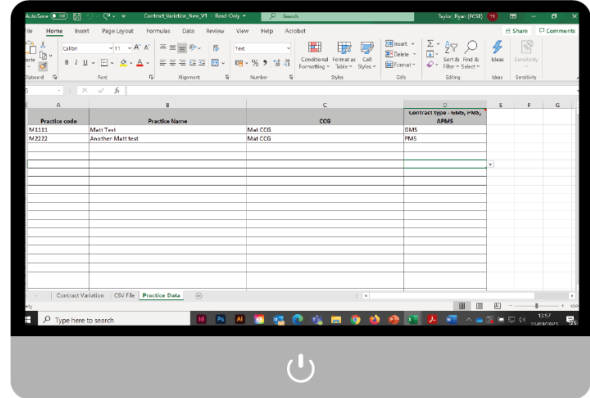 AutoSave Off Contract_Variation_New_V1 - Read-Only Search Taylor, Ryan (NCSU)
File Home Insert Page Layout Formulas Data Review View Help Acrobat Share Comments
Calibri 11 Text Insert
Conditional Format as Cell Delete Sort & Find & Ideas Sensitivity
Formatting Table Styles Format Filter Select
Clipboard Font Alignment Number Styles Cells Editing Ideas Sensitivity
A B C D E F G
Practice code Practice Name CCG Contract type - GMS, PMS, APMS
M1111 Matt Test Mat CCG GMS
M2222 Another Matt test Mat CCG PMS
Contract Variation CSV File Practice Data
Type here to search 13:57